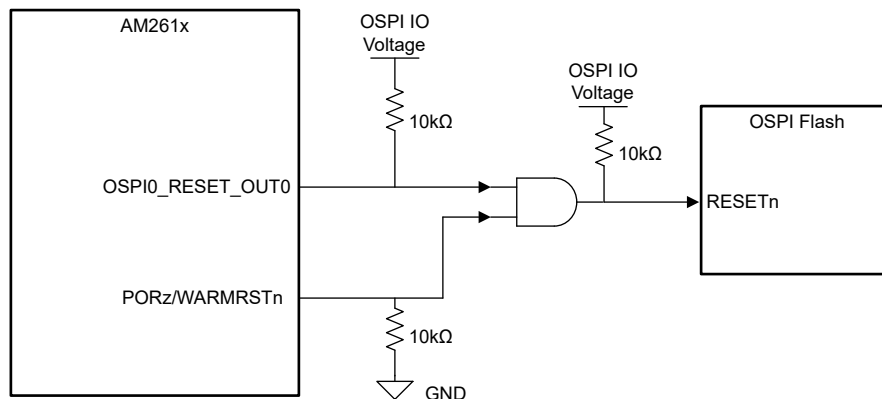 AM261x
OSPI IO
Voltage
10kΩ
OSPI IO
Voltage
10kΩ
OSPI Flash
OSPI0_RESET_OUT0
RESETn
PORz/WARMRSTn
10kΩ
GND